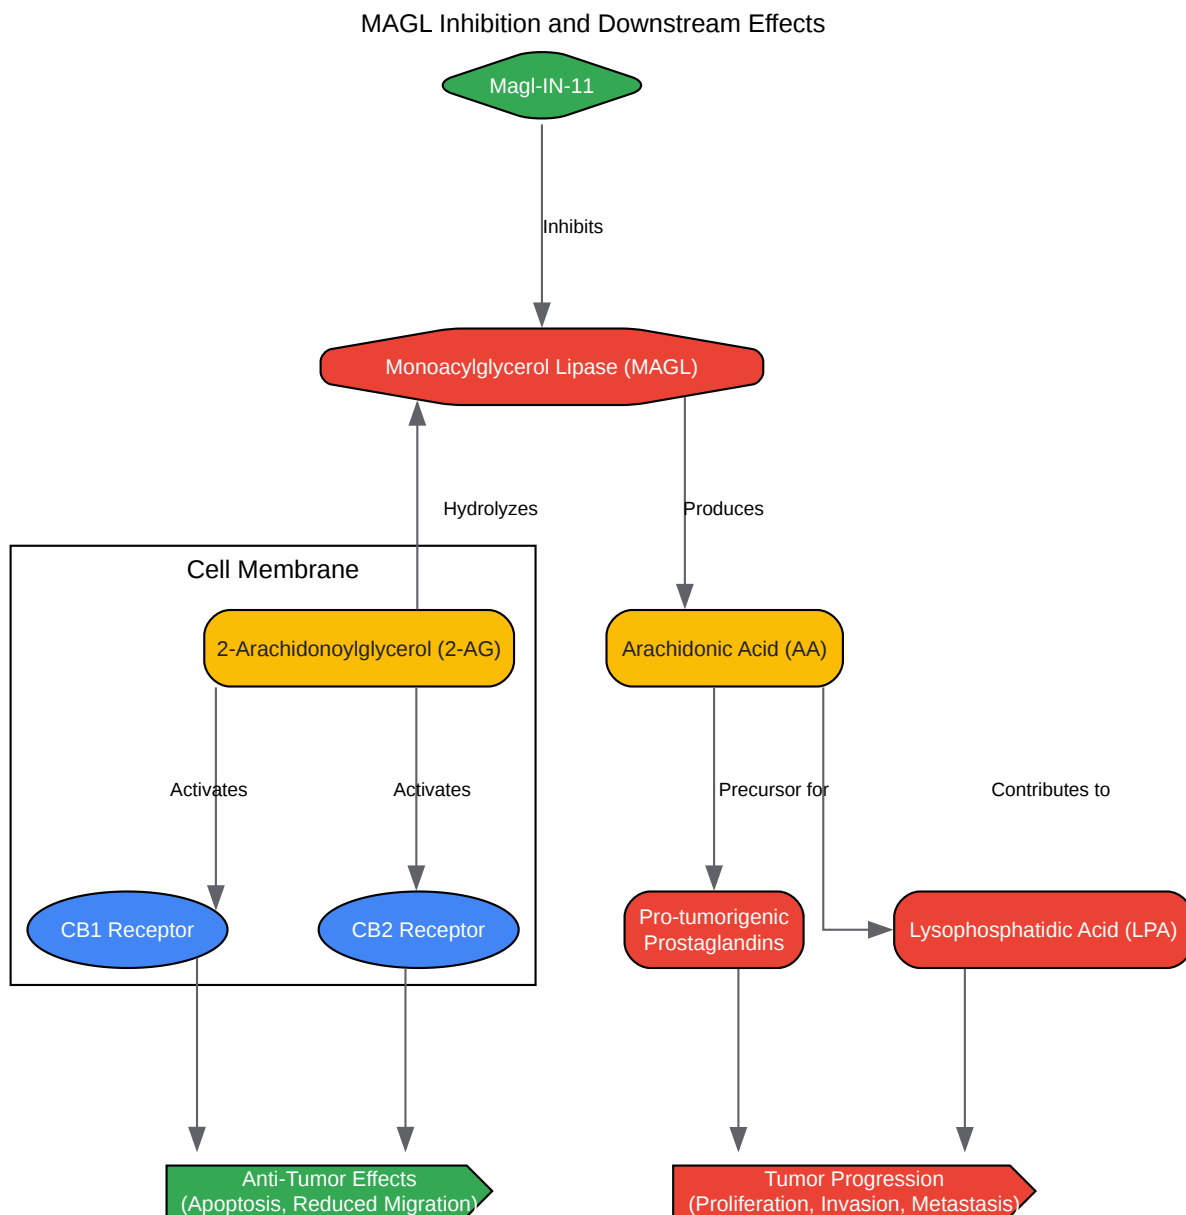 MAGL Inhibition and Downstream Effects
Magl-IN-11
Inhibits
Monoacylglycerol Lipase (MAGL)
Hydrolyzes
Produces
Cell Membrane
2-Arachidonoylglycerol (2-AG)
Arachidonic Acid (AA)
Activates
Activates
Precursor for
Contributes to
CB1 Receptor
CB2 Receptor
Pro-tumorigenic
Prostaglandins
Lysophosphatidic Acid (LPA)
Anti-Tumor Effects
(Apoptosis, Reduced Migration)
Tumor Progression
(Proliferation, Invasion, Metastasis)